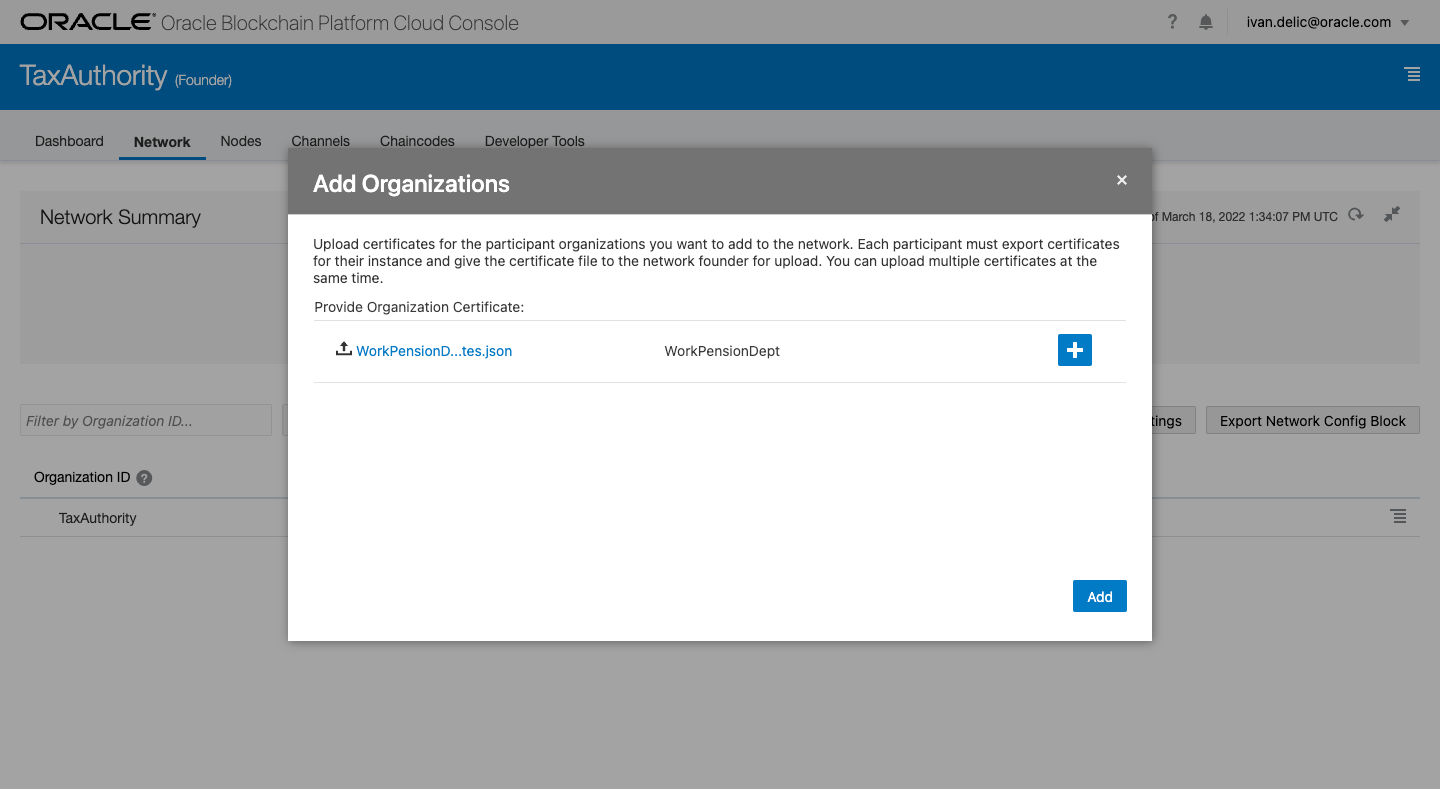 ORACLE® Oracle Blockchain Platform Cloud Console
? ivan.delic@oracle.com
TaxAuthority (Founder)
Dashboard Network Nodes Channels Chaincodes Developer Tools
Add Organizations ×
Network Summary
of March 18, 2022 1:34:07 PM UTC
Upload certificates for the participant organizations you want to add to the network. Each participant must export certificates
for their instance and give the certificate file to the network founder for upload. You can upload multiple certificates at the
same time.
Provide Organization Certificate:
WorkPensionD...tes.json WorkPensionDept
Filter by Organization ID...
Export Network Config Block
Organization ID ?
TaxAuthority
Add